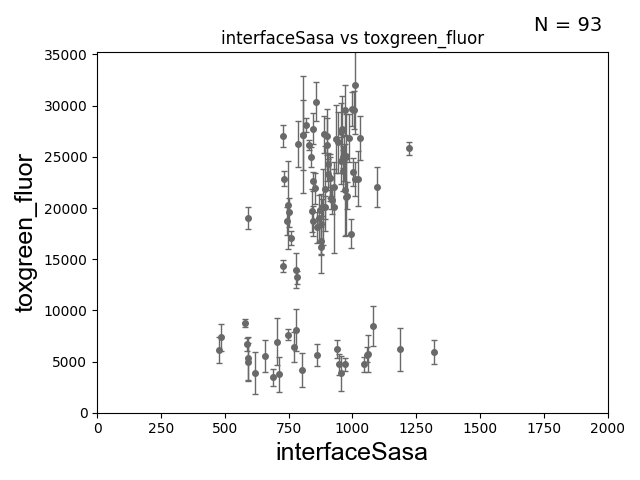 N = 93
interfaceSasa vs toxgreen_fluor
toxgreen_fluor
35000
30000
25000
20000
15000
10000
5000
0
0 250 500 750 1000 1250 1500 1750 2000
interfaceSasa